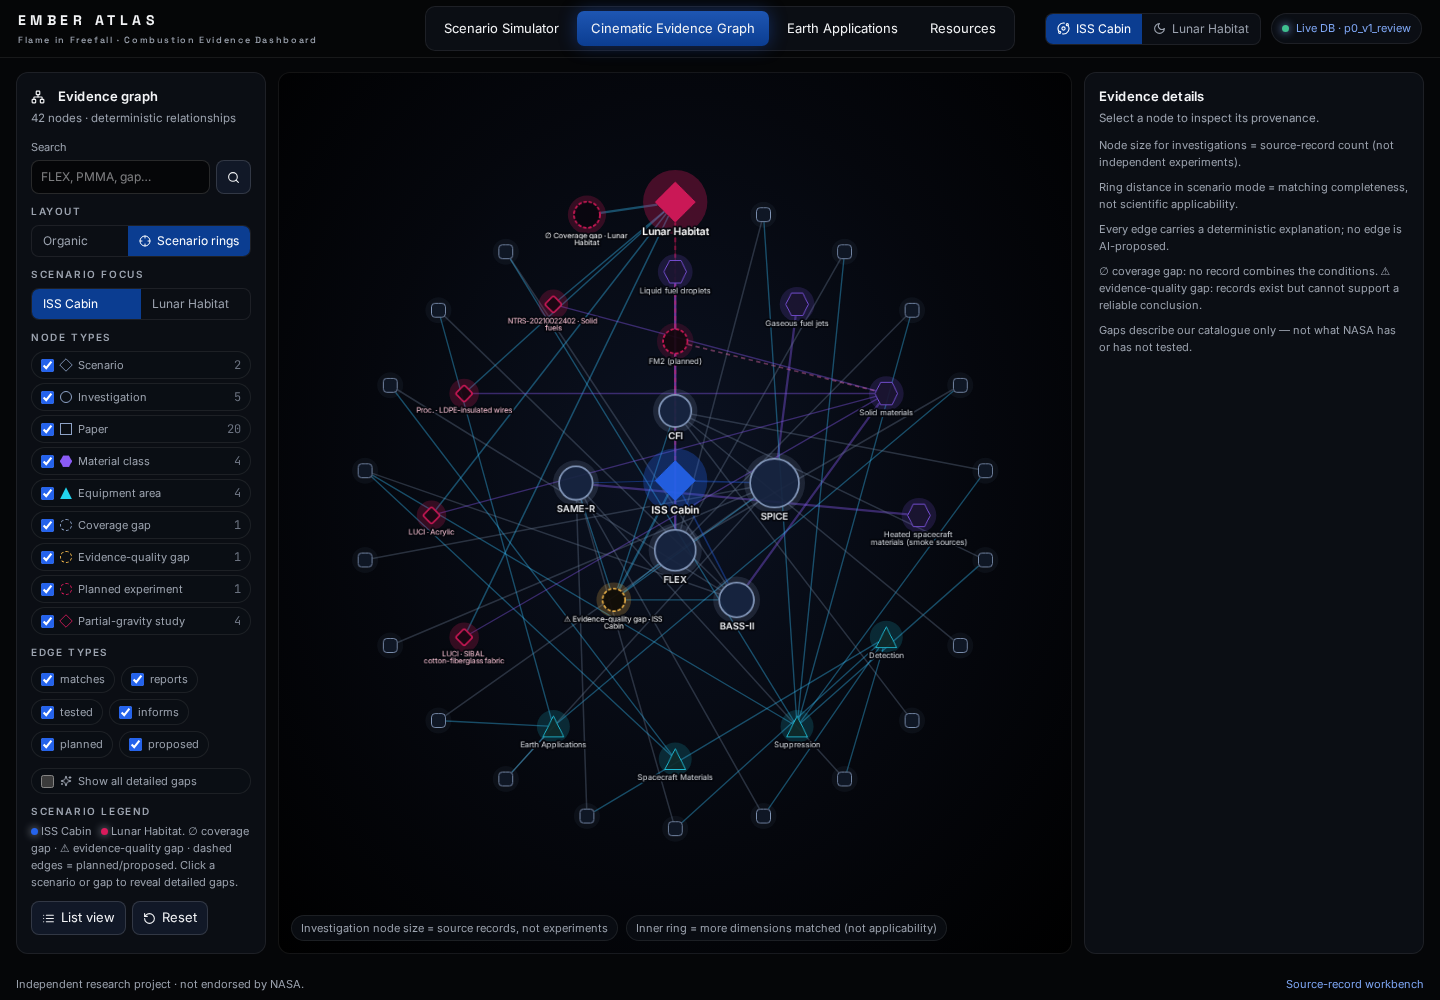 EMBER ATLAS
Flame in Freefall · Combustion Evidence Dashboard
Scenario Simulator
Cinematic Evidence Graph
Earth Applications
Resources
ISS Cabin
Lunar Habitat
Live DB · p0_v1_review
Evidence graph
42 nodes · deterministic relationships
Search
FLEX, PMMA, gap...
LAYOUT
Organic
Scenario rings
SCENARIO FOCUS
ISS Cabin
Lunar Habitat
NODE TYPES
Scenario 2
Investigation 5
Paper 20
Material class 4
Equipment area 4
Coverage gap 1
Evidence-quality gap 1
Planned experiment 1
Partial-gravity study 4
EDGE TYPES
matches
reports
tested
informs
planned
proposed
Show all detailed gaps
SCENARIO LEGEND
ISS Cabin Lunar Habitat. ∅ coverage
gap · ⚠ evidence-quality gap · dashed
edges = planned/proposed. Click a
scenario or gap to reveal detailed gaps.
List view
Reset
∅ Coverage gap · Lunar
Habitat
Lunar Habitat
Liquid fuel droplets
Gaseous fuel jets
NTRS-20210022402 · Solid
fuels
FM2 (planned)
Proc. · LDPE-insulated wires
Solid materials
CFI
SAME-R
ISS Cabin
SPICE
LUCI · Acrylic
Heated spacecraft
materials (smoke sources)
FLEX
⚠ Evidence-quality gap · ISS
Cabin
BASS-II
LUCI · SIBAL
cotton-fiberglass fabric
Detection
Earth Applications
Suppression
Spacecraft Materials
Investigation node size = source records, not experiments
Inner ring = more dimensions matched (not applicability)
Evidence details
Select a node to inspect its provenance.
Node size for investigations = source-record count (not
independent experiments).
Ring distance in scenario mode = matching completeness,
not scientific applicability.
Every edge carries a deterministic explanation; no edge is
AI-proposed.
∅ coverage gap: no record combines the conditions. ⚠
evidence-quality gap: records exist but cannot support a
reliable conclusion.
Gaps describe our catalogue only — not what NASA has
or has not tested.
Independent research project · not endorsed by NASA.
Source-record workbench